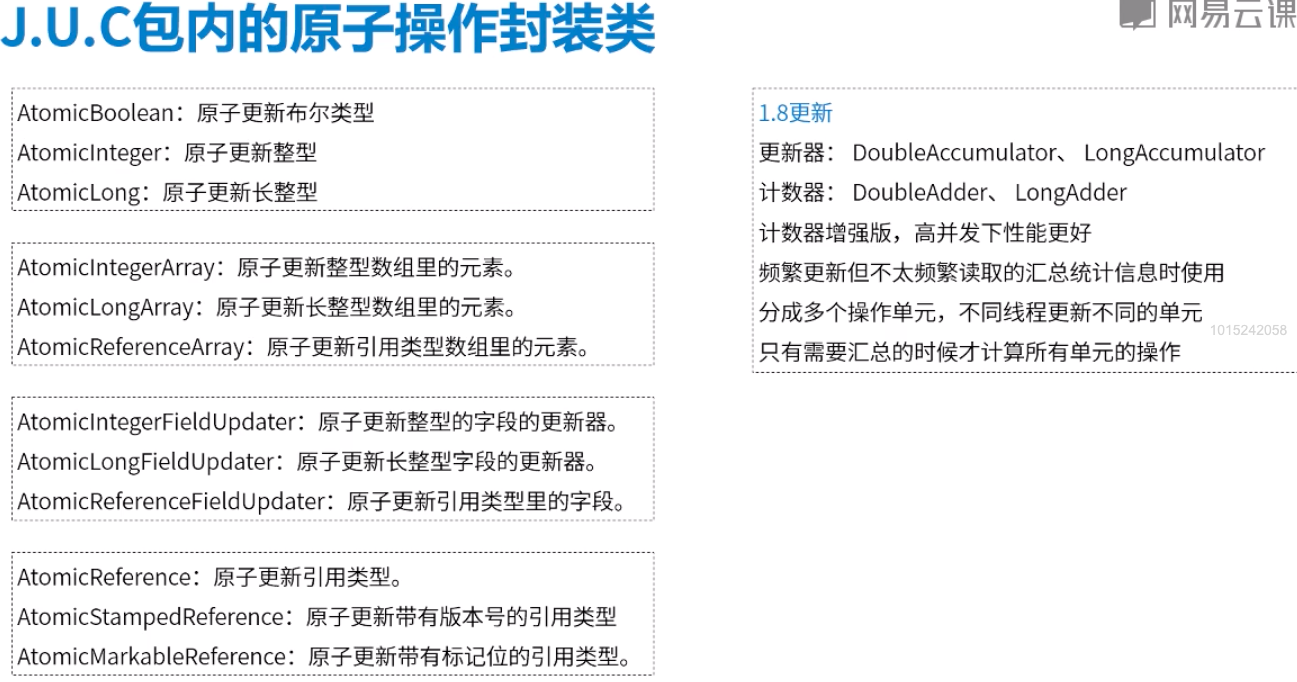 J.U.C包内的原子操作封装类
网易云课
AtomicBoolean：原子更新布尔类型
AtomicInteger：原子更新整型
AtomicLong：原子更新长整型
AtomicIntegerArray：原子更新整型数组里的元素。
AtomicLongArray：原子更新长整型数组里的元素。
AtomicReferenceArray：原子更新引用类型数组里的元素。
AtomicIntegerFieldUpdater：原子更新整型的字段的更新器。
AtomicLongFieldUpdater：原子更新长整型字段的更新器。
AtomicReferenceFieldUpdater：原子更新引用类型里的字段。
AtomicReference：原子更新引用类型。
AtomicStampedReference：原子更新带有版本号的引用类型
AtomicMarkableReference：原子更新带有标记位的引用类型。
1.8更新
更新器： DoubleAccumulator、 LongAccumulator
计数器： DoubleAdder、 LongAdder
计数器增强版，高并发下性能更好
频繁更新但不太频繁读取的汇总统计信息时使用
分成多个操作单元，不同线程更新不同的单元
1015242058
只有需要汇总的时候才计算所有单元的操作